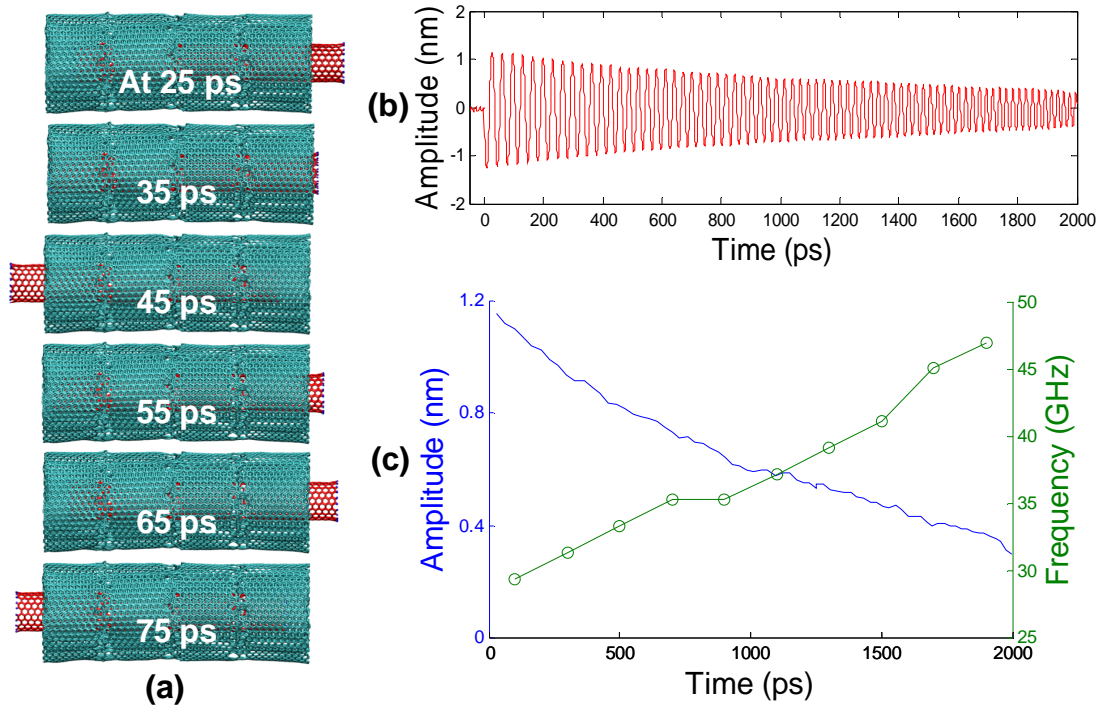 At 25 ps
35 ps
45 ps
55 ps
65 ps
75 ps
(a)
(b)
Amplitude (nm)
2
1
0
-1
-2
0 200 400 600 800 1000 1200 1400 1600 1800 2000
Time (ps)
(c)
Amplitude (nm)
1.2
0.8
0.4
0
0 500 1000 1500 2000
Time (ps)
50
45
40
35
30
25
Frequency (GHz)